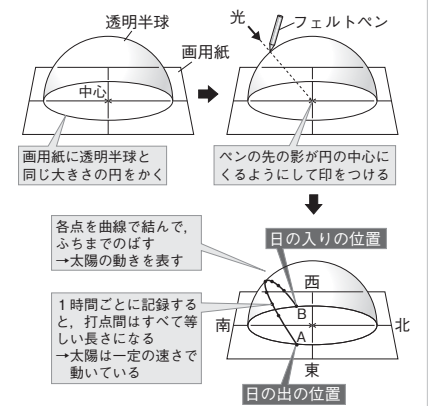 透明半球
画用紙
中心
画用紙に透明半球と
同じ大きさの円をかく
光
フェルトペン
ペンの先の影が円の中心に
くるようにして印をつける
各点を曲線で結んで，
ふちまでのばす
→太陽の動きを表す
１時間ごとに記録する
と，打点間はすべて等
しい長さになる
→太陽は一定の速さで
動いている
日の入りの位置
西
B
南
北
A
東
日の出の位置